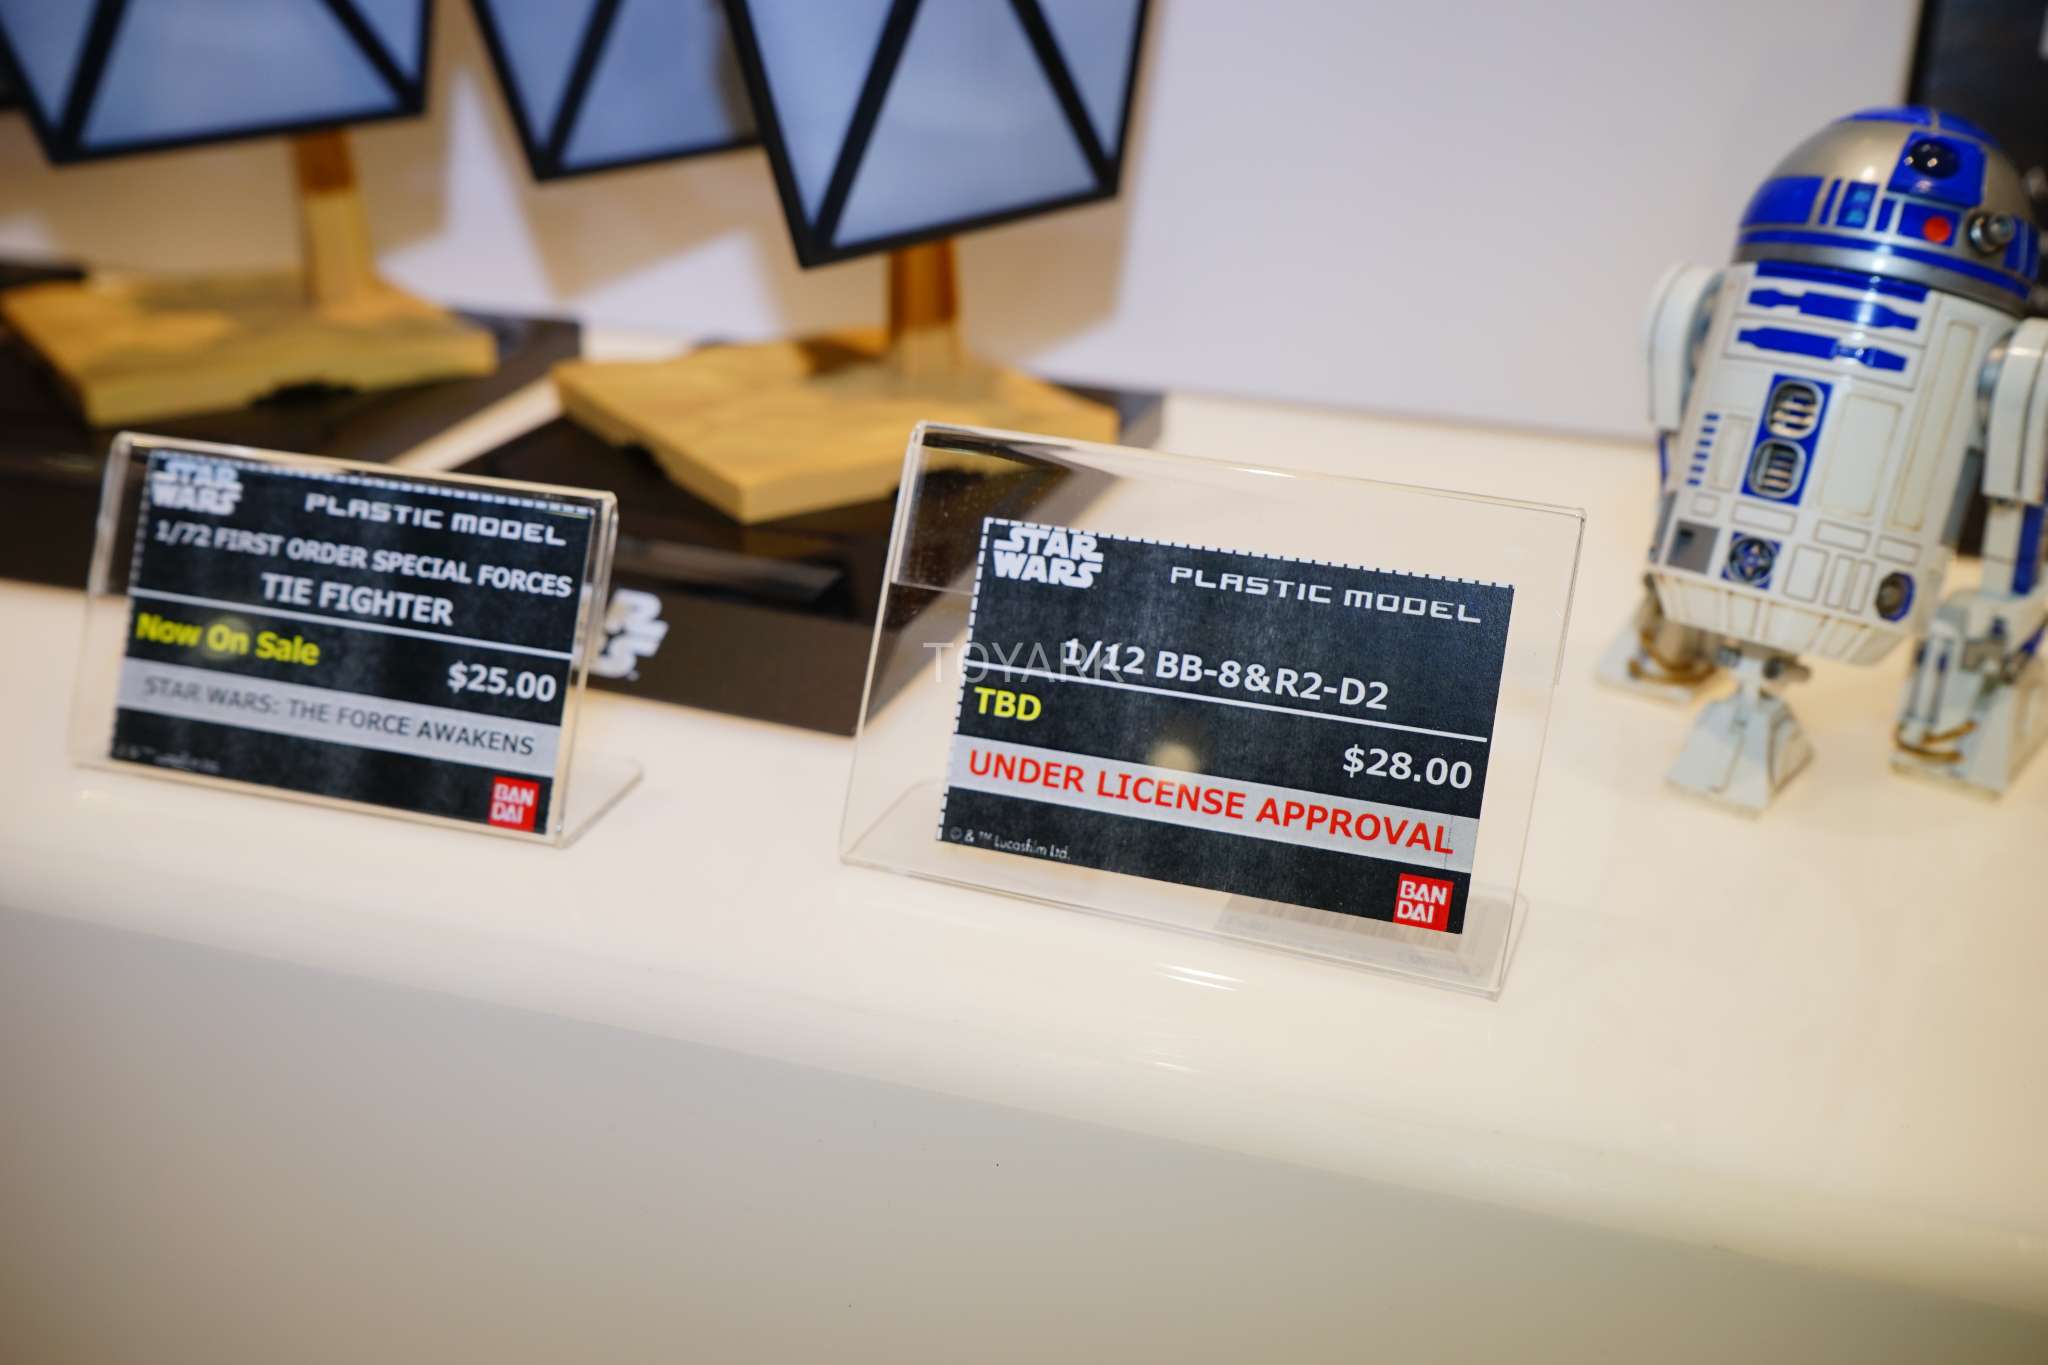 STAR
WARS
PLASTIC MODEL
1/72 FIRST ORDER SPECIAL FORCES
TIE FIGHTER
Now On Sale
$25.00
STAR WARS: THE FORCE AWAKENS
BAN
DAI
STAR
WARS
PLASTIC MODEL
1/12 BB-8&R2-D2
TBD
$28.00
UNDER LICENSE APPROVAL
© & ™ Lucasfilm Ltd.
BAN
DAI
TOYARK